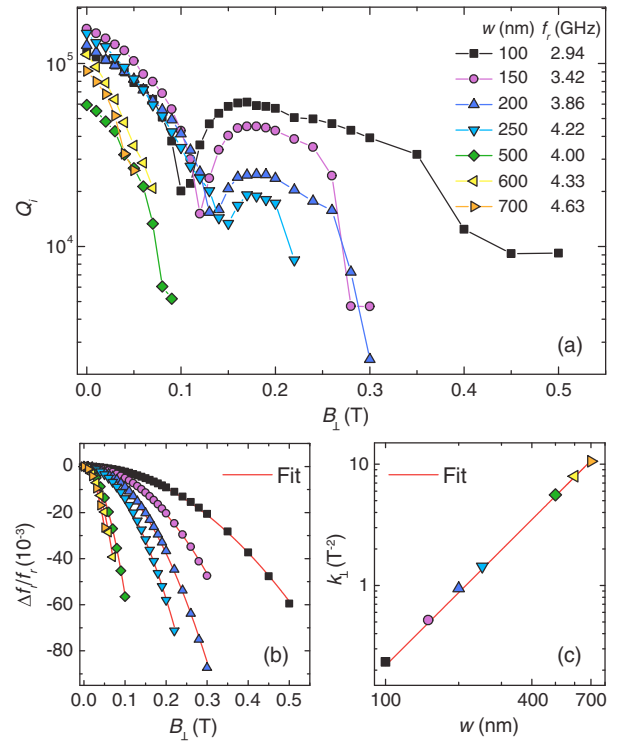 w (nm) f_r (GHz)
100 2.94
150 3.42
200 3.86
250 4.22
500 4.00
600 4.33
700 4.63
10^5
10^4
Q_i
(a)
0.0 0.1 0.2 0.3 0.4 0.5
B_⊥ (T)
0
-20
-40
-60
-80
Δf/f_r (10^-3)
Fit
(b)
0.0 0.1 0.2 0.3 0.4 0.5
B_⊥ (T)
10
1
k_⊥ (T^-2)
Fit
(c)
100 400 700
w (nm)